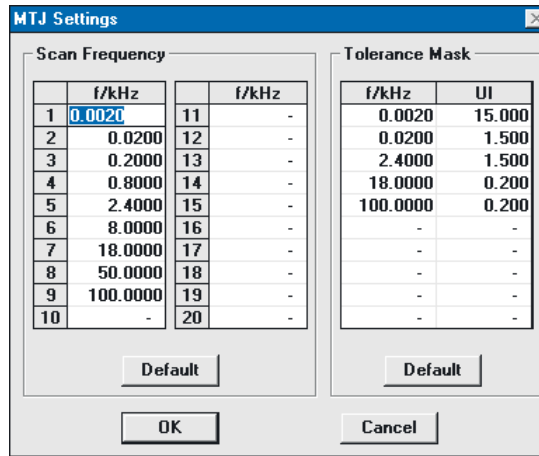 MTJ Settings
Scan Frequency
f/kHz f/kHz
1 0.0020 11 -
2 0.0200 12 -
3 0.2000 13 -
4 0.8000 14 -
5 2.4000 15 -
6 8.0000 16 -
7 18.0000 17 -
8 50.0000 18 -
9 100.0000 19 -
10 - 20 -
Default
Tolerance Mask
f/kHz UI
0.0020 15.000
0.0200 1.500
2.4000 1.500
18.0000 0.200
100.0000 0.200
- -
- -
- -
- -
- -
Default
OK Cancel